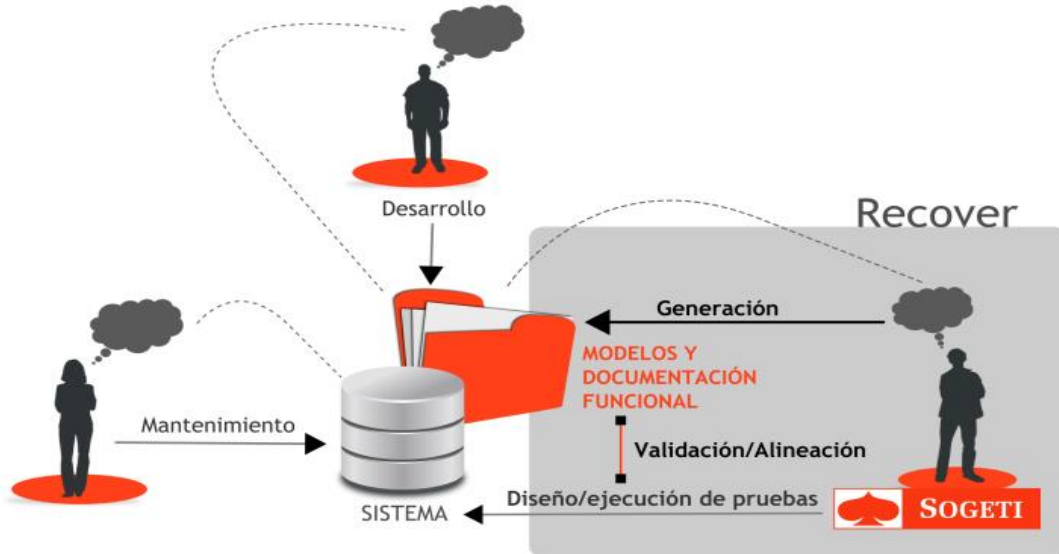 Desarrollo
Recover
Generación
MODELOS Y
DOCUMENTACIÓN
FUNCIONAL
Mantenimiento
Validación/Alineación
Diseño/ejecución de pruebas
SISTEMA
SOGETI